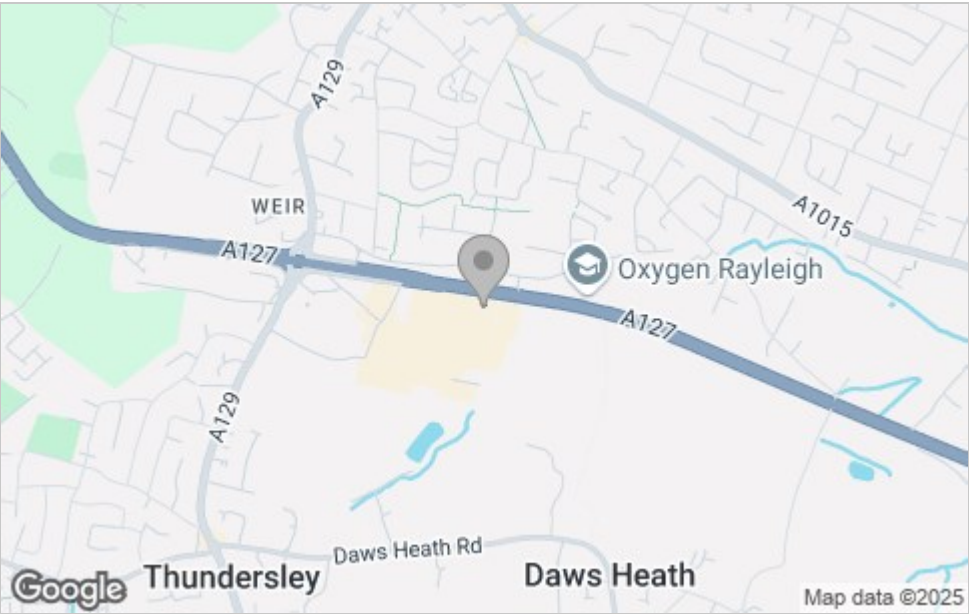 A129
A1015
WEIR
A127
Oxygen Rayleigh
A127
A129
Daws Heath Rd
Thundersley
Daws Heath
Google
Map data ©2025